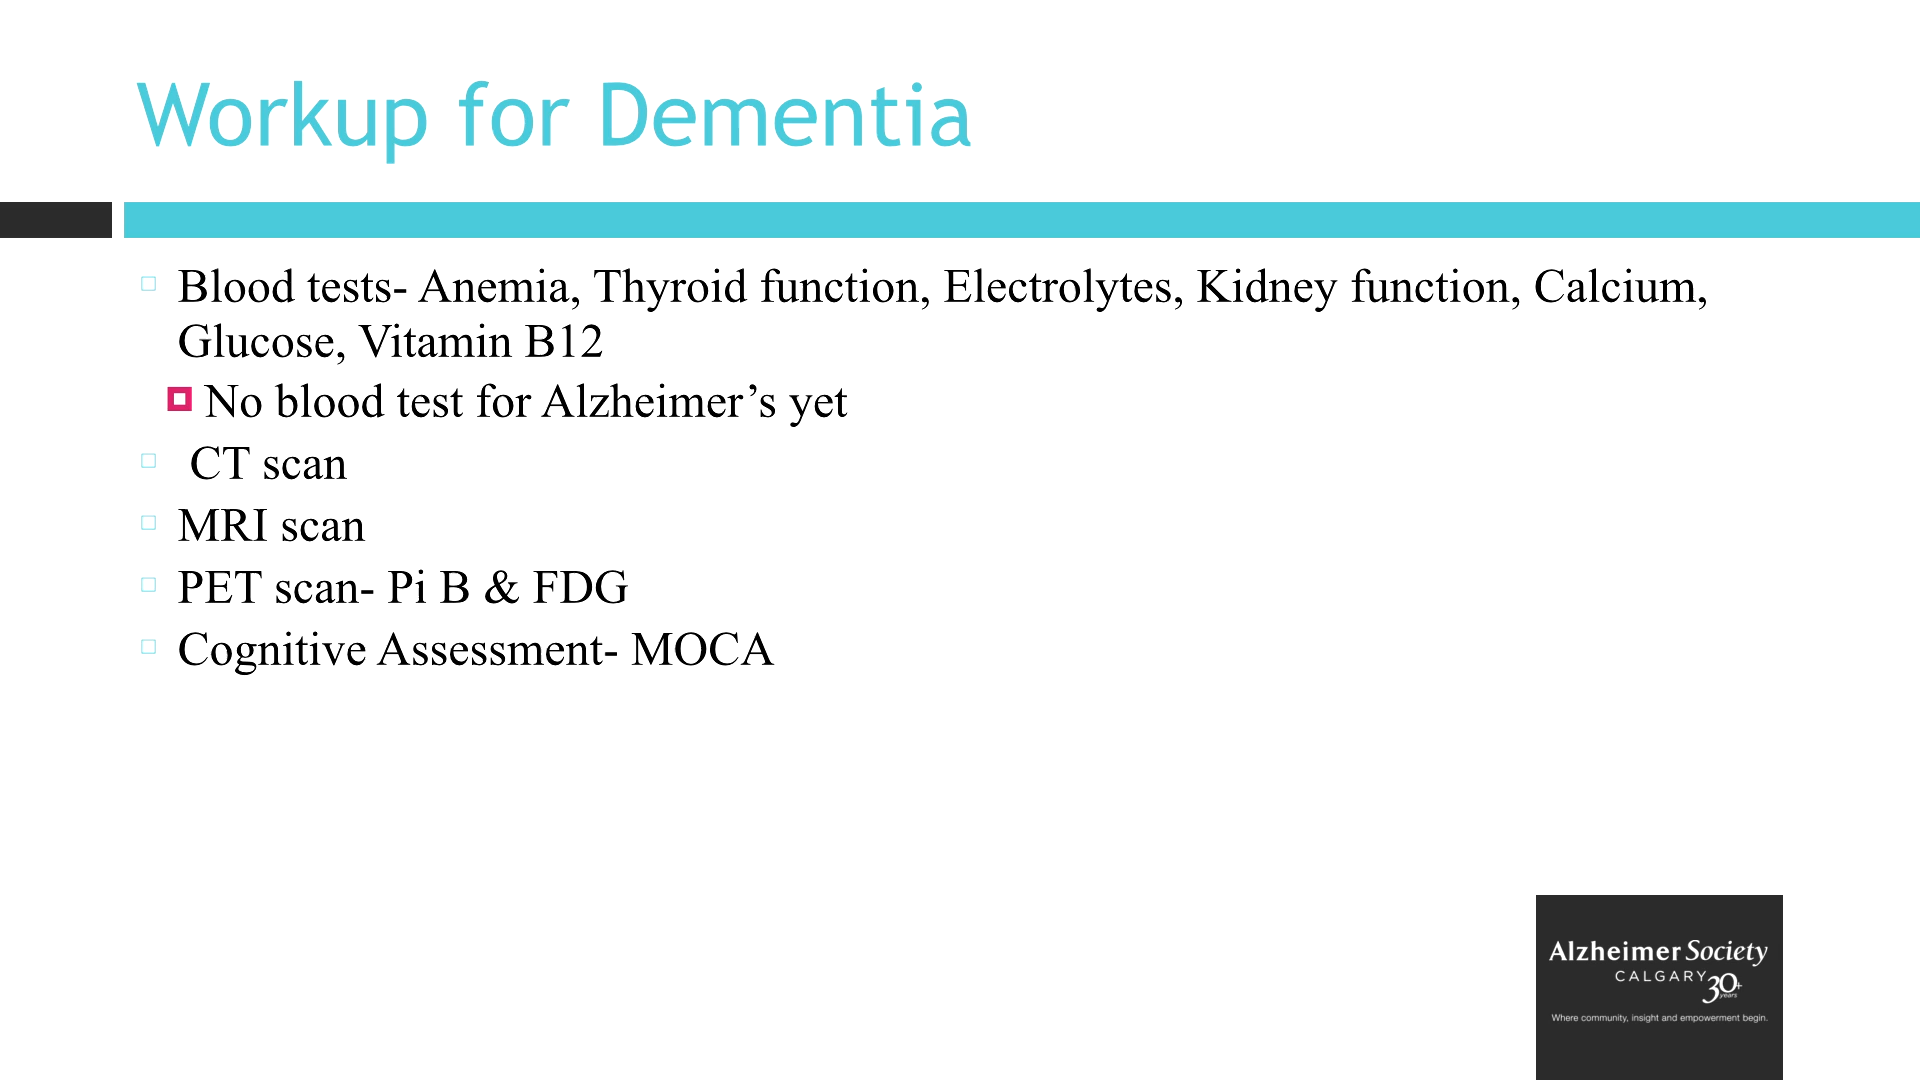 Workup for Dementia
Blood tests- Anemia, Thyroid function, Electrolytes, Kidney function, Calcium,
Glucose, Vitamin B12
No blood test for Alzheimer’s yet
CT scan
MRI scan
PET scan- Pi B & FDG
Cognitive Assessment- MOCA
Alzheimer Society
CALGARY 30+
years
Where community, insight and empowerment begin.